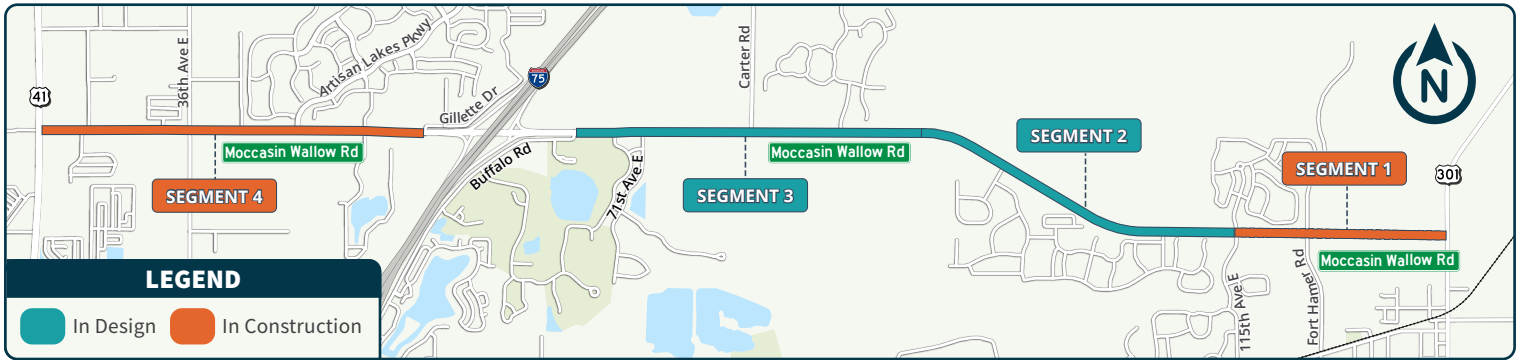 41
36th Ave E
Artisan Lakes Pkwy
Gillette Dr
75
Carter Rd
N
Moccasin Wallow Rd
SEGMENT 4
Buffalo Rd
71st Ave E
Moccasin Wallow Rd
SEGMENT 3
SEGMENT 2
SEGMENT 1
301
Moccasin Wallow Rd
115th Ave E
Fort Hamer Rd
LEGEND
In Design
In Construction